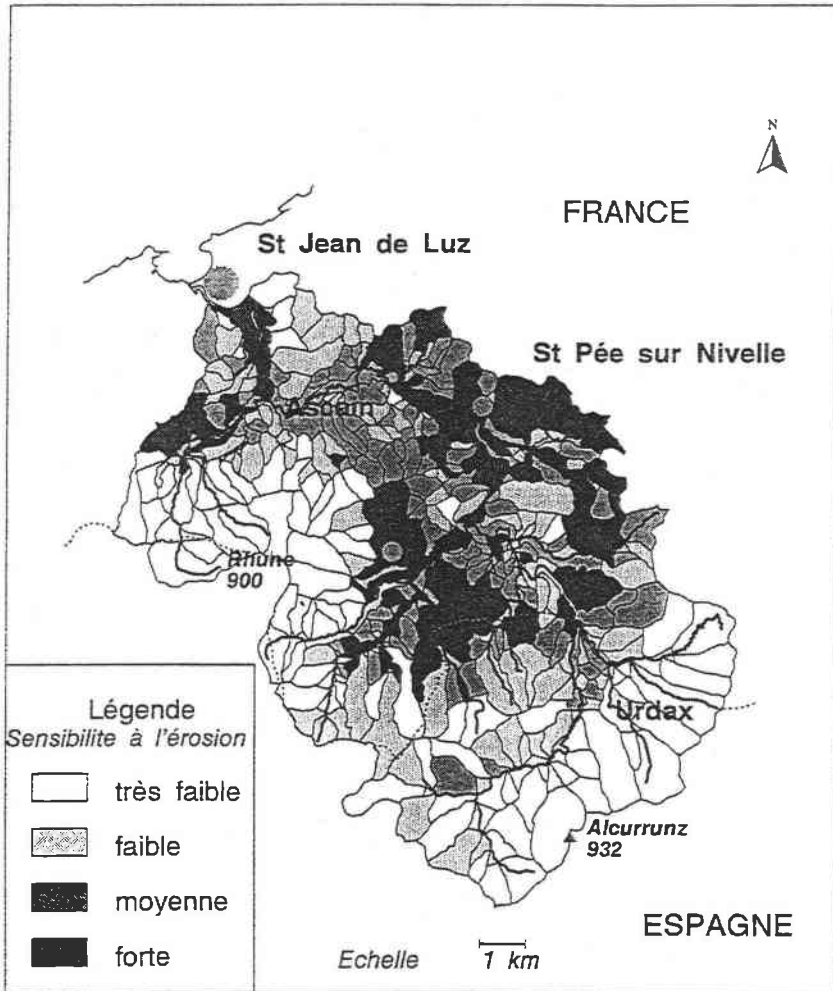 N
FRANCE
St Jean de Luz
St Pée sur Nivelle
Ascain
Rhune
900
Urdax
Légende
Sensibilite à l'érosion
très faible
faible
moyenne
forte
Alcurrunz
932
ESPAGNE
Echelle
1 km